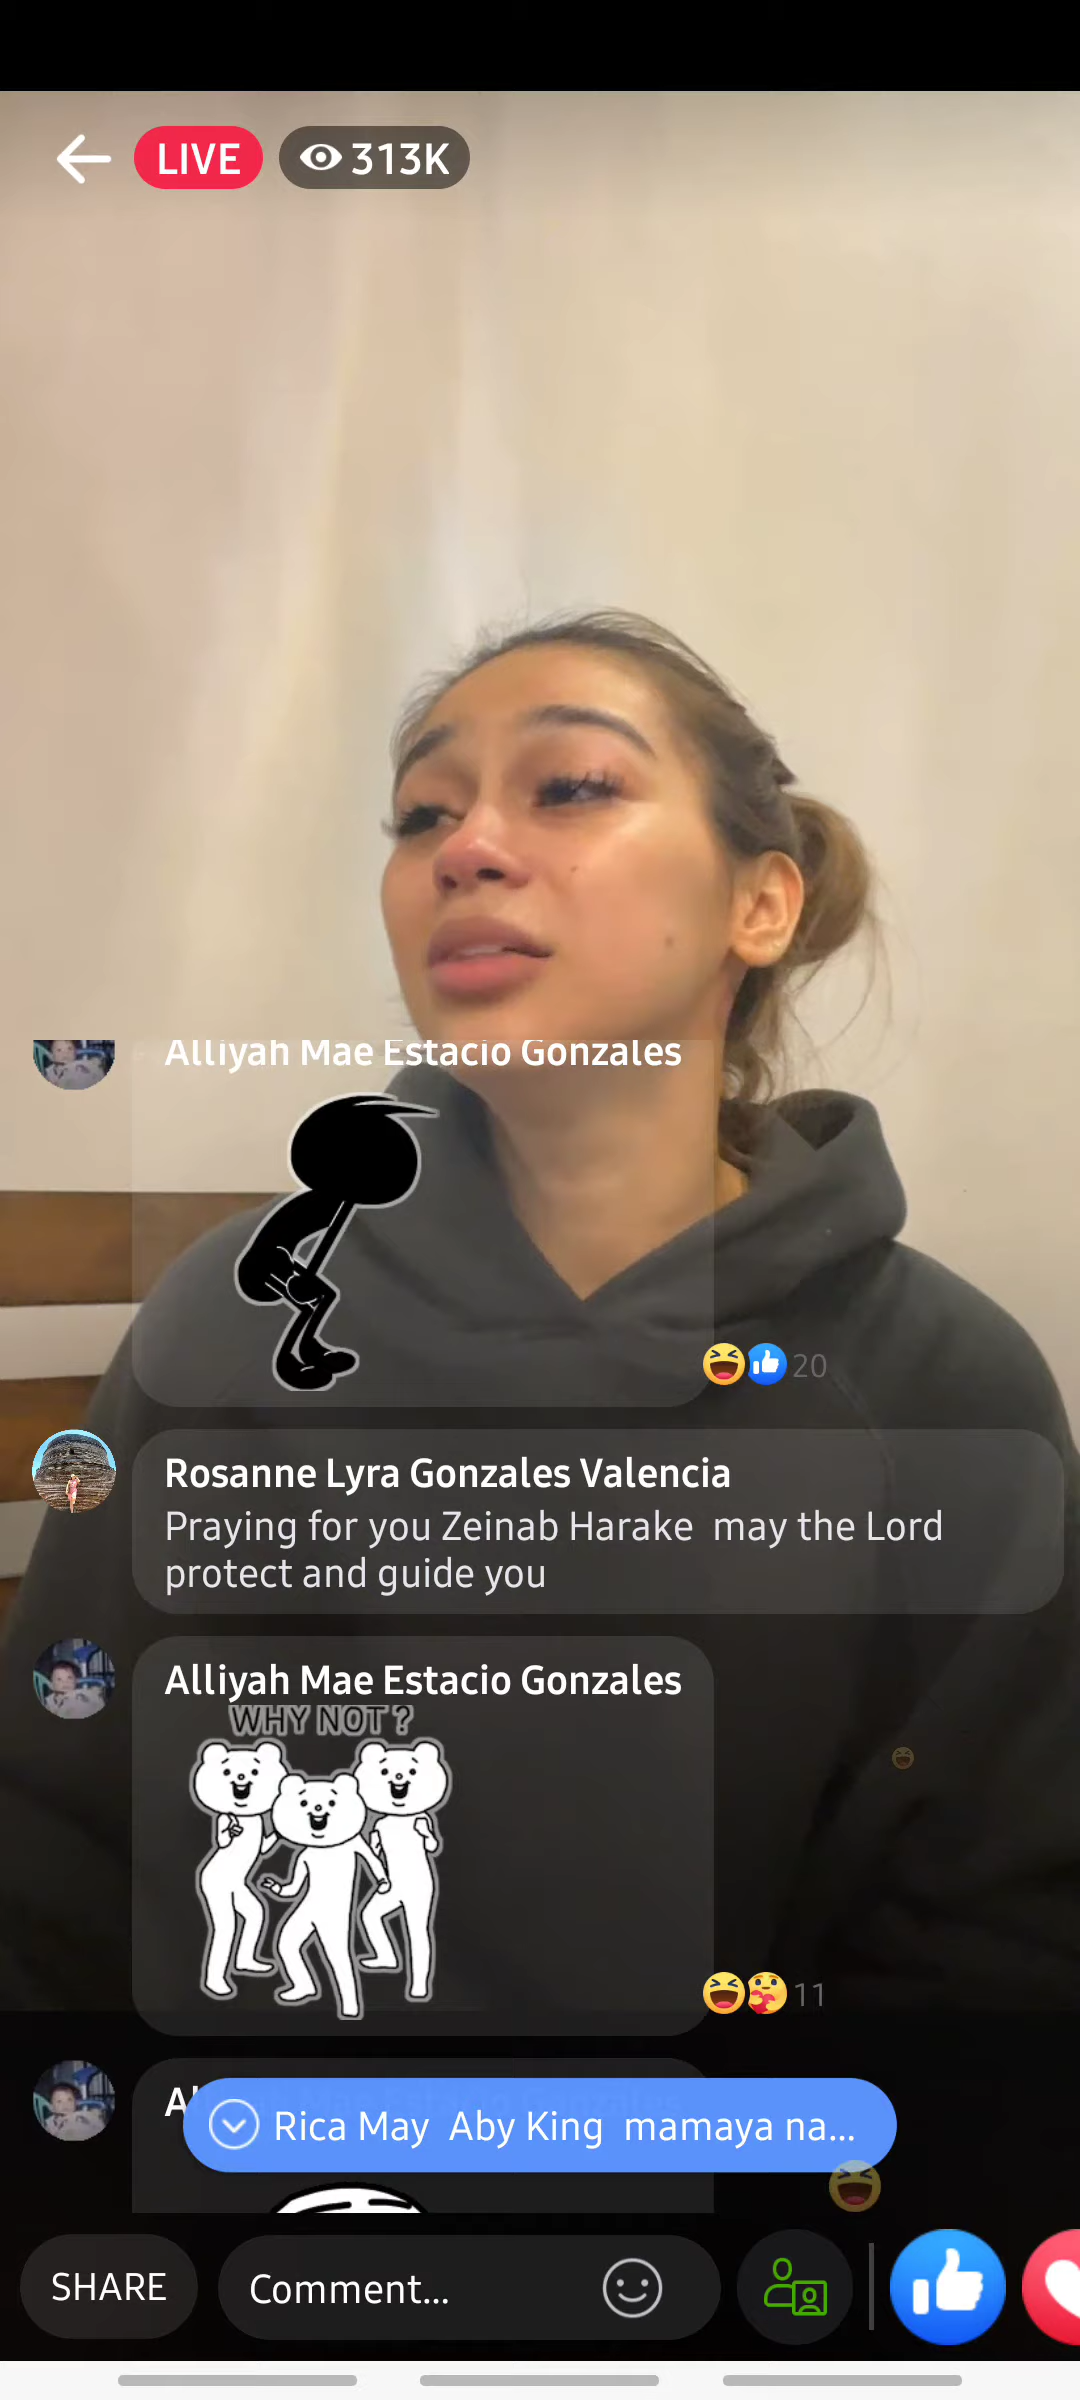 LIVE
313K
Alliyah Mae Estacio Gonzales
20
Rosanne Lyra Gonzales Valencia
Praying for you Zeinab Harake may the Lord
protect and guide you
Alliyah Mae Estacio Gonzales
WHY NOT ?
11
Rica May Aby King mamaya na...
SHARE
Comment...